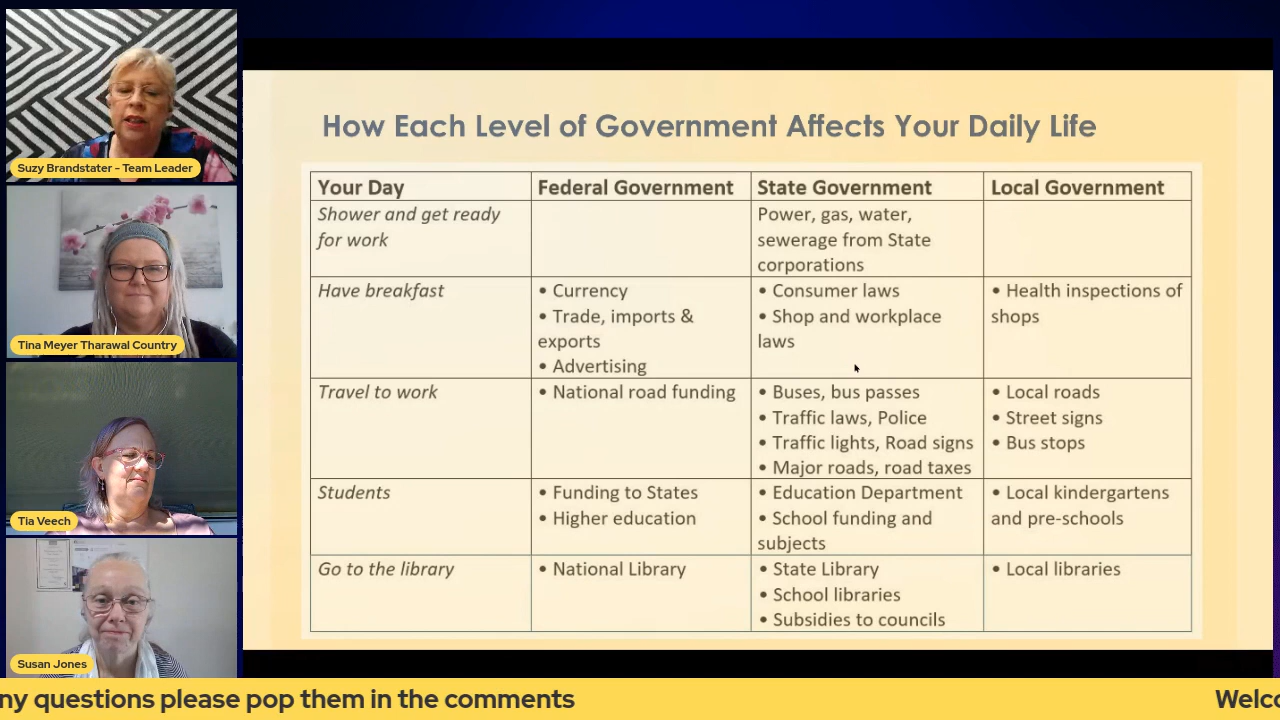 Suzy Brandstater - Team Leader
Tina Meyer Tharawal Country
Tia Veech
Susan Jones
How Each Level of Government Affects Your Daily Life
Your Day
Federal Government
State Government
Local Government
Shower and get ready
for work
Power, gas, water,
sewerage from State
corporations
Have breakfast
• Currency
• Trade, imports &
exports
• Advertising
• Consumer laws
• Shop and workplace
laws
• Health inspections of
shops
Travel to work
• National road funding
• Buses, bus passes
• Traffic laws, Police
• Traffic lights, Road signs
• Major roads, road taxes
• Local roads
• Street signs
• Bus stops
Students
• Funding to States
• Higher education
• Education Department
• School funding and
subjects
• Local kindergartens
and pre-schools
Go to the library
• National Library
• State Library
• School libraries
• Subsidies to councils
• Local libraries
ny questions please pop them in the comments
Welco